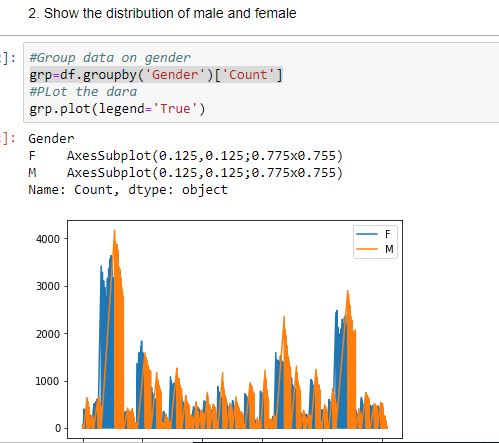 2. Show the distribution of male and female
]: #Group data on gender
grp=df.groupby('Gender')['Count']
#PLot the dara
grp.plot(legend='True')
]: Gender
F    AxesSubplot(0.125,0.125;0.775x0.755)
M    AxesSubplot(0.125,0.125;0.775x0.755)
Name: Count, dtype: object
F
M
4000
3000
2000
1000
0